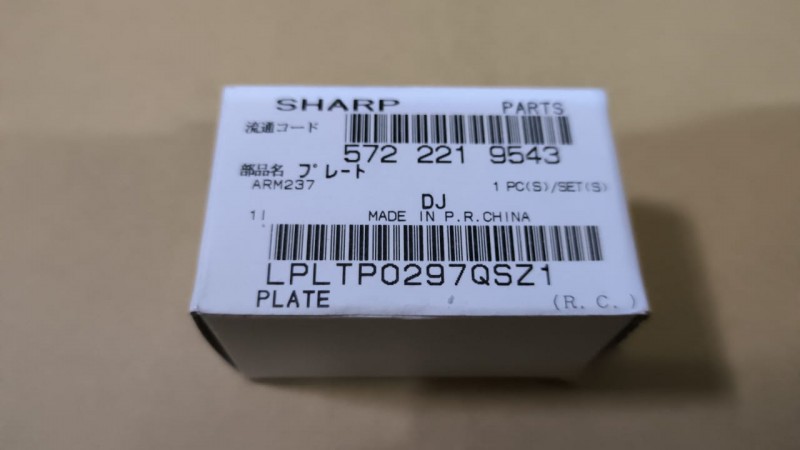 SHARP PARTS
流通コード
572 221 9543
部品名 プレート
ARM237 1 PC(S)/SET(S)
DJ
1 MADE IN P.R.CHINA
LPLTP0297QSZ1
PLATE (R. C. )